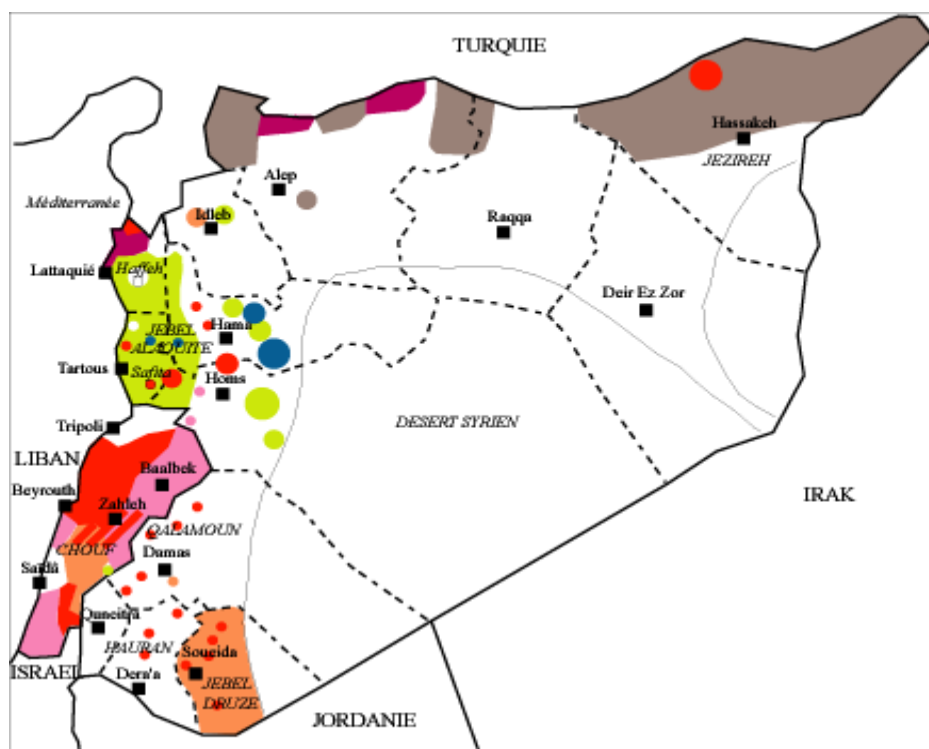 TURQUIE
Hassakeh
JEZIREH
Alep
Méditerranée
Idleb
Raqqa
Lattaquié
Haffeh
Deir Ez Zor
Hama
JEBEL
ALAOUITE
Tartous
Safita
Homs
DESERT SYRIEN
Tripoli
LIBAN
Baalbek
Beyrouth
IRAK
Zahleh
QALAMOUN
CHOUF
Damas
Saïda
Quneitra
HAURAN
Soueida
ISRAEL
Dera'a
JEBEL
DRUZE
JORDANIE